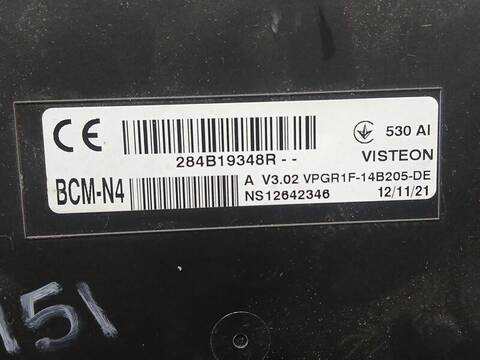 CE 530 AI
284B19348R-- VISTEON
BCM-N4 A V3.02 VPGR1F-14B205-DE
NS12642346 12/11/21
151